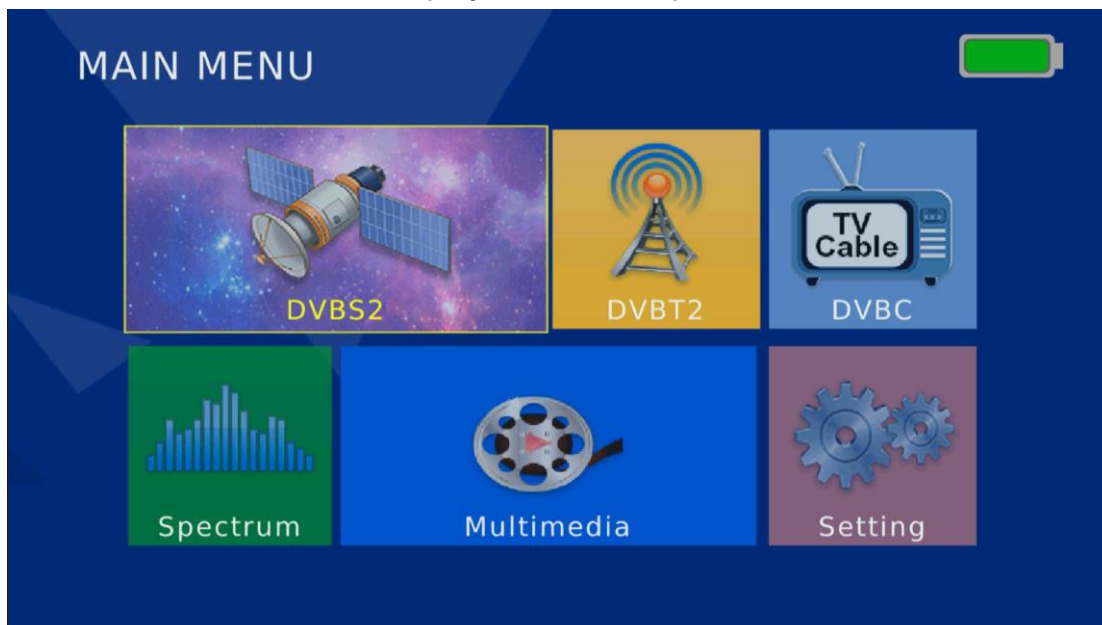 MAIN MENU
DVBS2
DVBT2
TV
Cable
DVBC
Spectrum
Multimedia
Setting